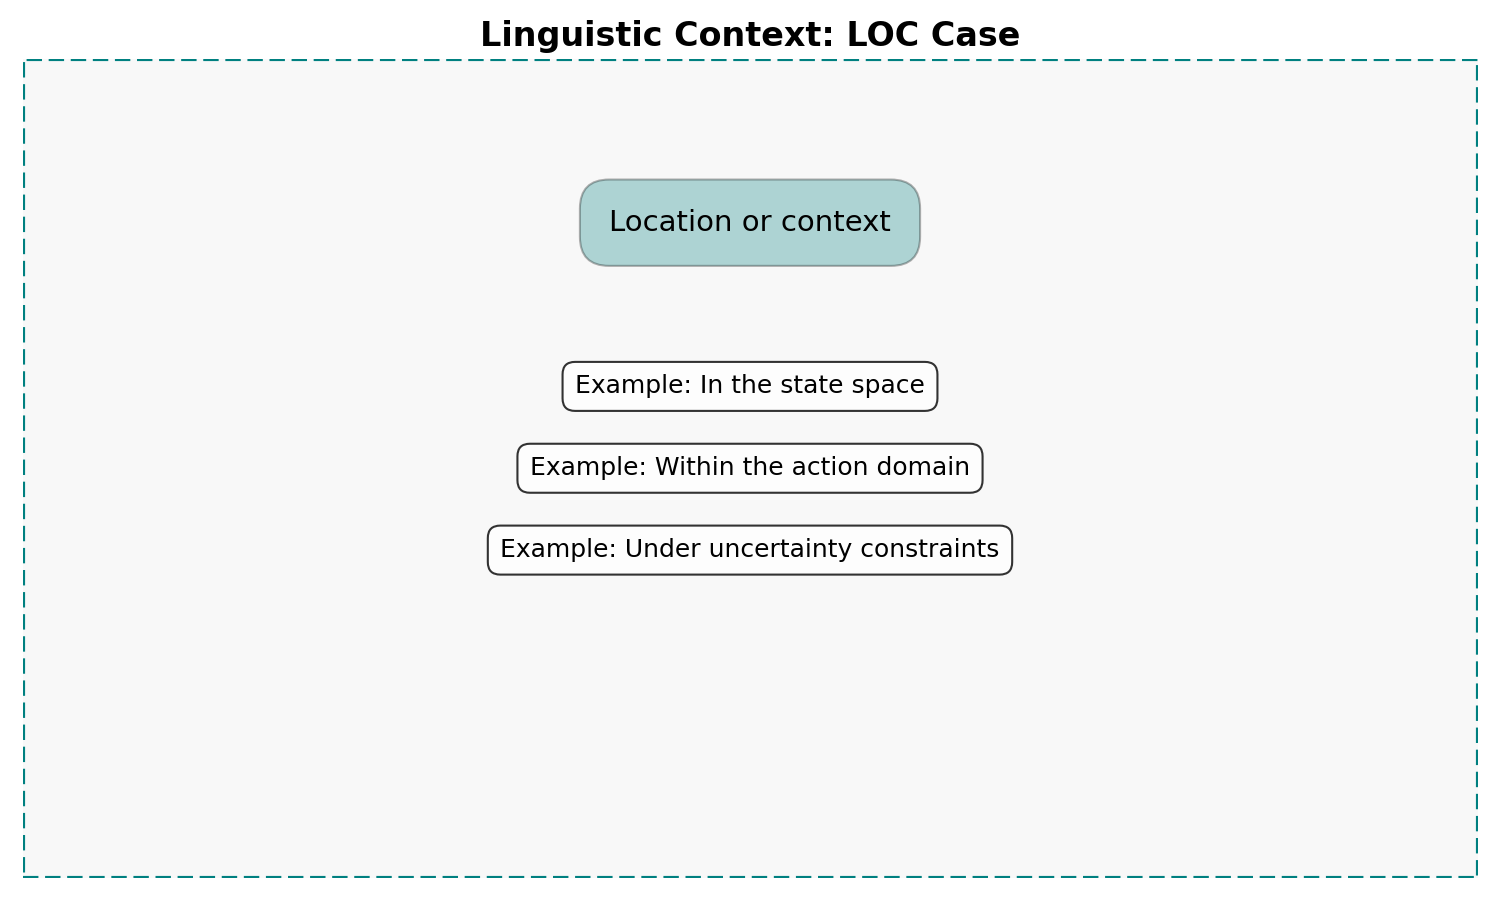 Linguistic Context: LOC Case
Location or context
Example: In the state space
Example: Within the action domain
Example: Under uncertainty constraints